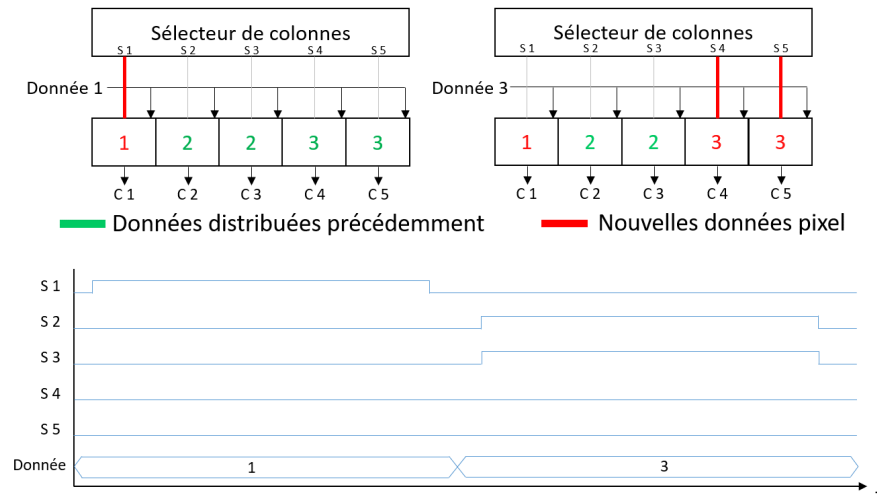 Sélecteur de colonnes
S 1 S 2 S 3 S 4 S 5
Donnée 1
1 2 2 3 3
C 1 C 2 C 3 C 4 C 5
Sélecteur de colonnes
S 1 S 2 S 3 S 4 S 5
Donnée 3
1 2 2 3 3
C 1 C 2 C 3 C 4 C 5
Données distribuées précédemment
Nouvelles données pixel
S 1
S 2
S 3
S 4
S 5
Donnée 1 3